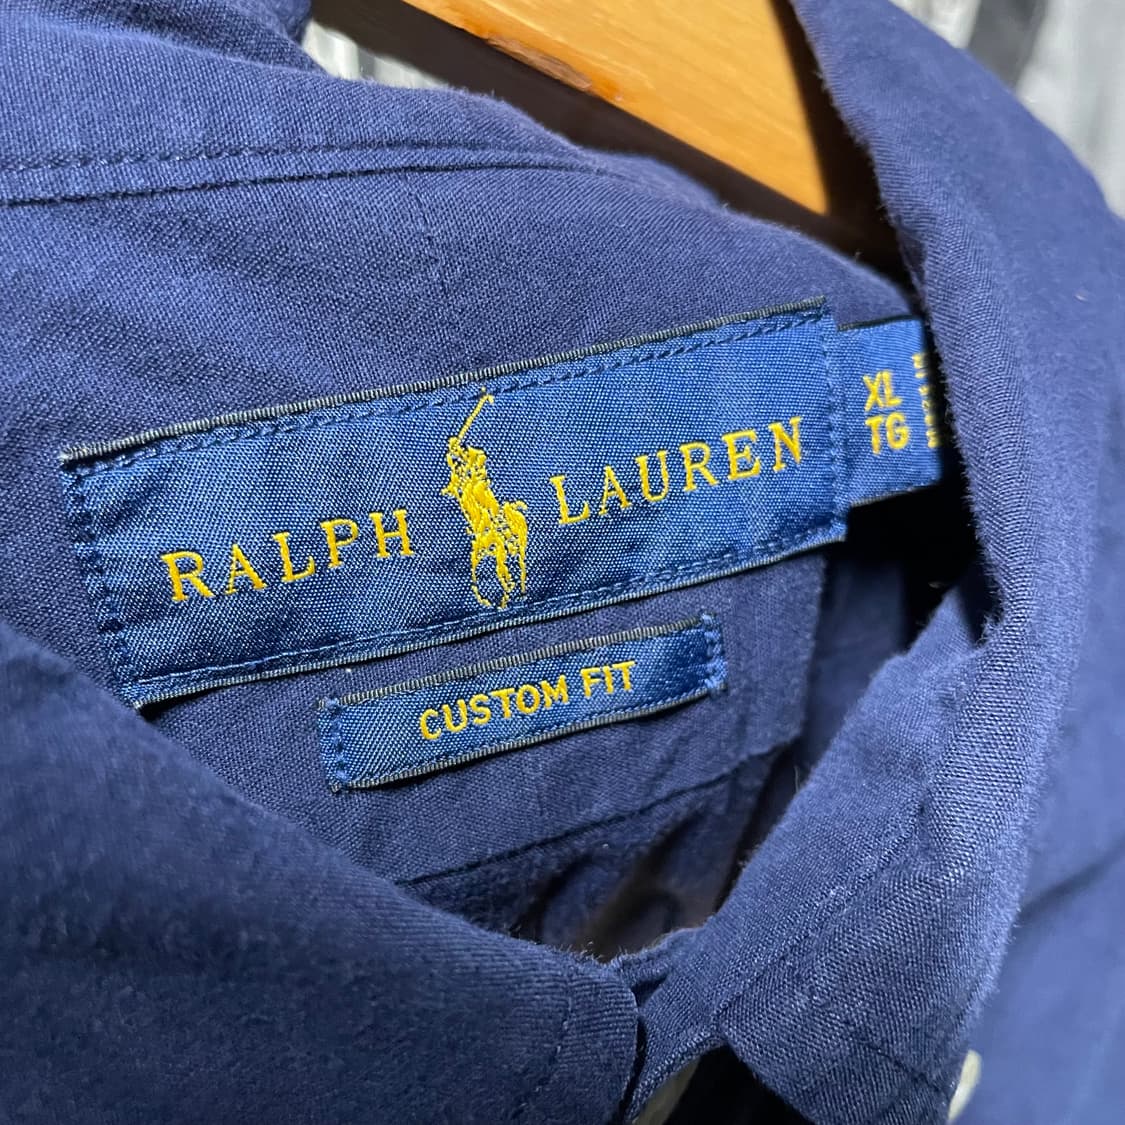 RALPH LAUREN
XL
TG
CUSTOM FIT